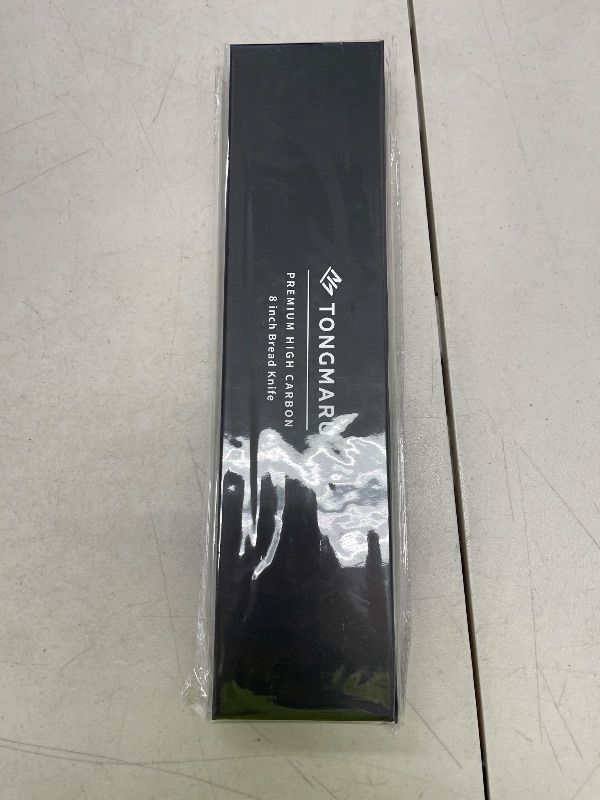 TONGMARU
PREMIUM HIGH CARBON
8 inch Bread Knife